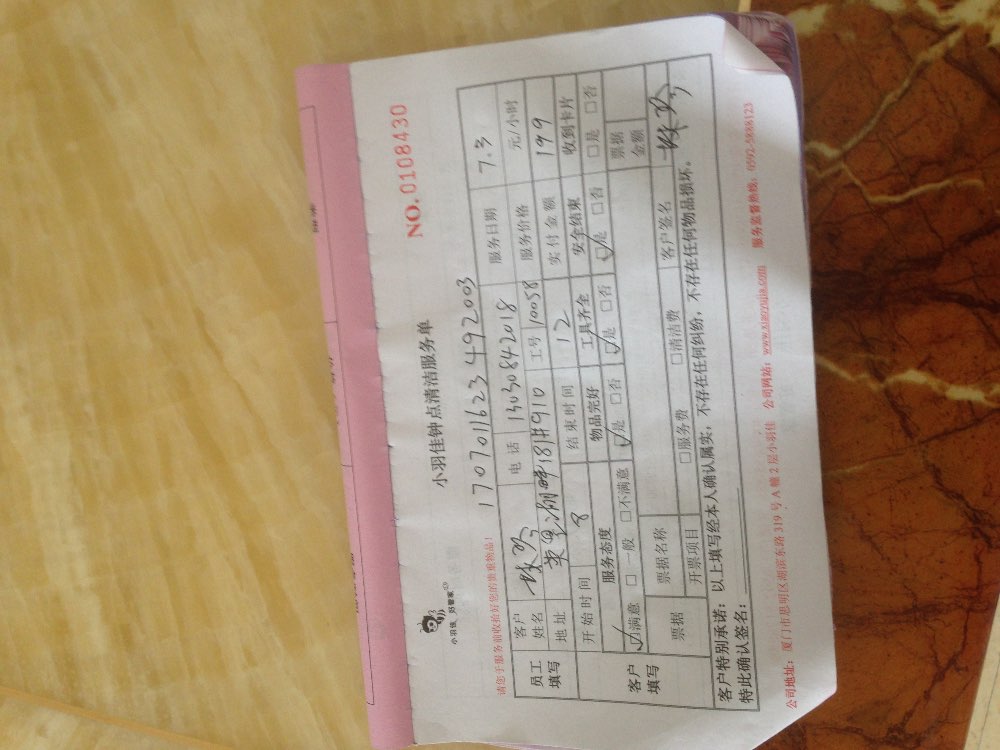 NO.0108430
小羽佳 好管家
小羽佳钟点清洁服务单
请您于服务前收拾好您的贵重物品!
17070116234 92003
服务日期 7.3
员工填写 客户姓名 电话 13030842018 服务价格 元/小时
地址 181#910 工号 10058 实付金额 199
开始时间 8 结束时间 12 收到卡片 □是 □否
客户填写 服务态度 物品完好 工具齐全 安全结束
☑满意 □一般 □不满意 ☑是 □否 ☑是 □否 ☑是 □否 票据金额
票据 票据名称 客户签名
开票项目 □服务费 □清洁费
客户特别承诺:以上填写经本人确认属实,不存在任何纠纷,不存在任何物品损坏。
特此确认签名:
公司地址:厦门市思明区湖滨东路319号A幢2层小羽佳 公司网站:www.xiaoyujia.com 服务监督热线:0592-5888123